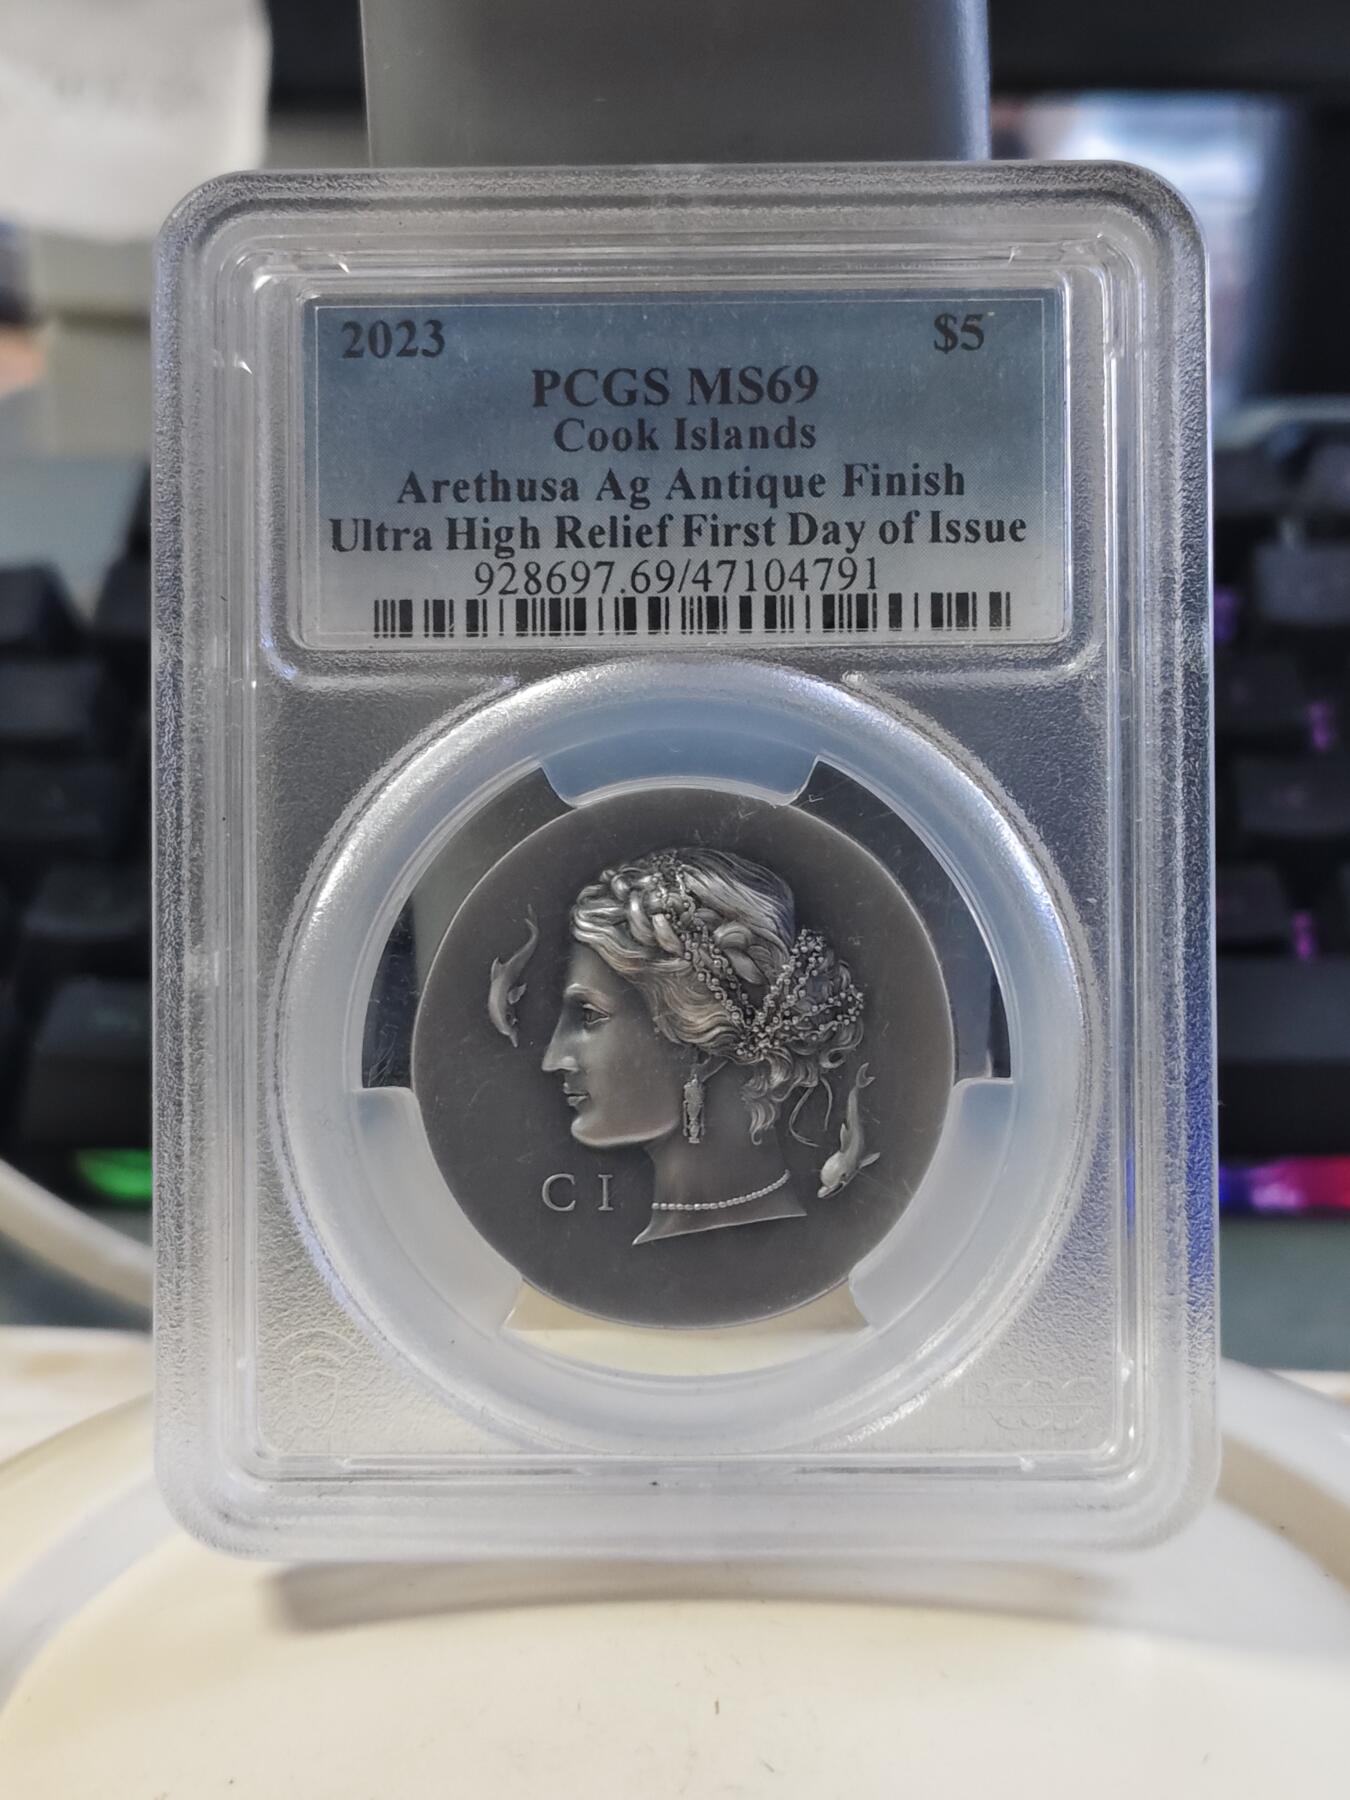 2023 $5
PCGS MS69
Cook Islands
Arethusa Ag Antique Finish
Ultra High Relief First Day of Issue
928697.69/47104791
C I